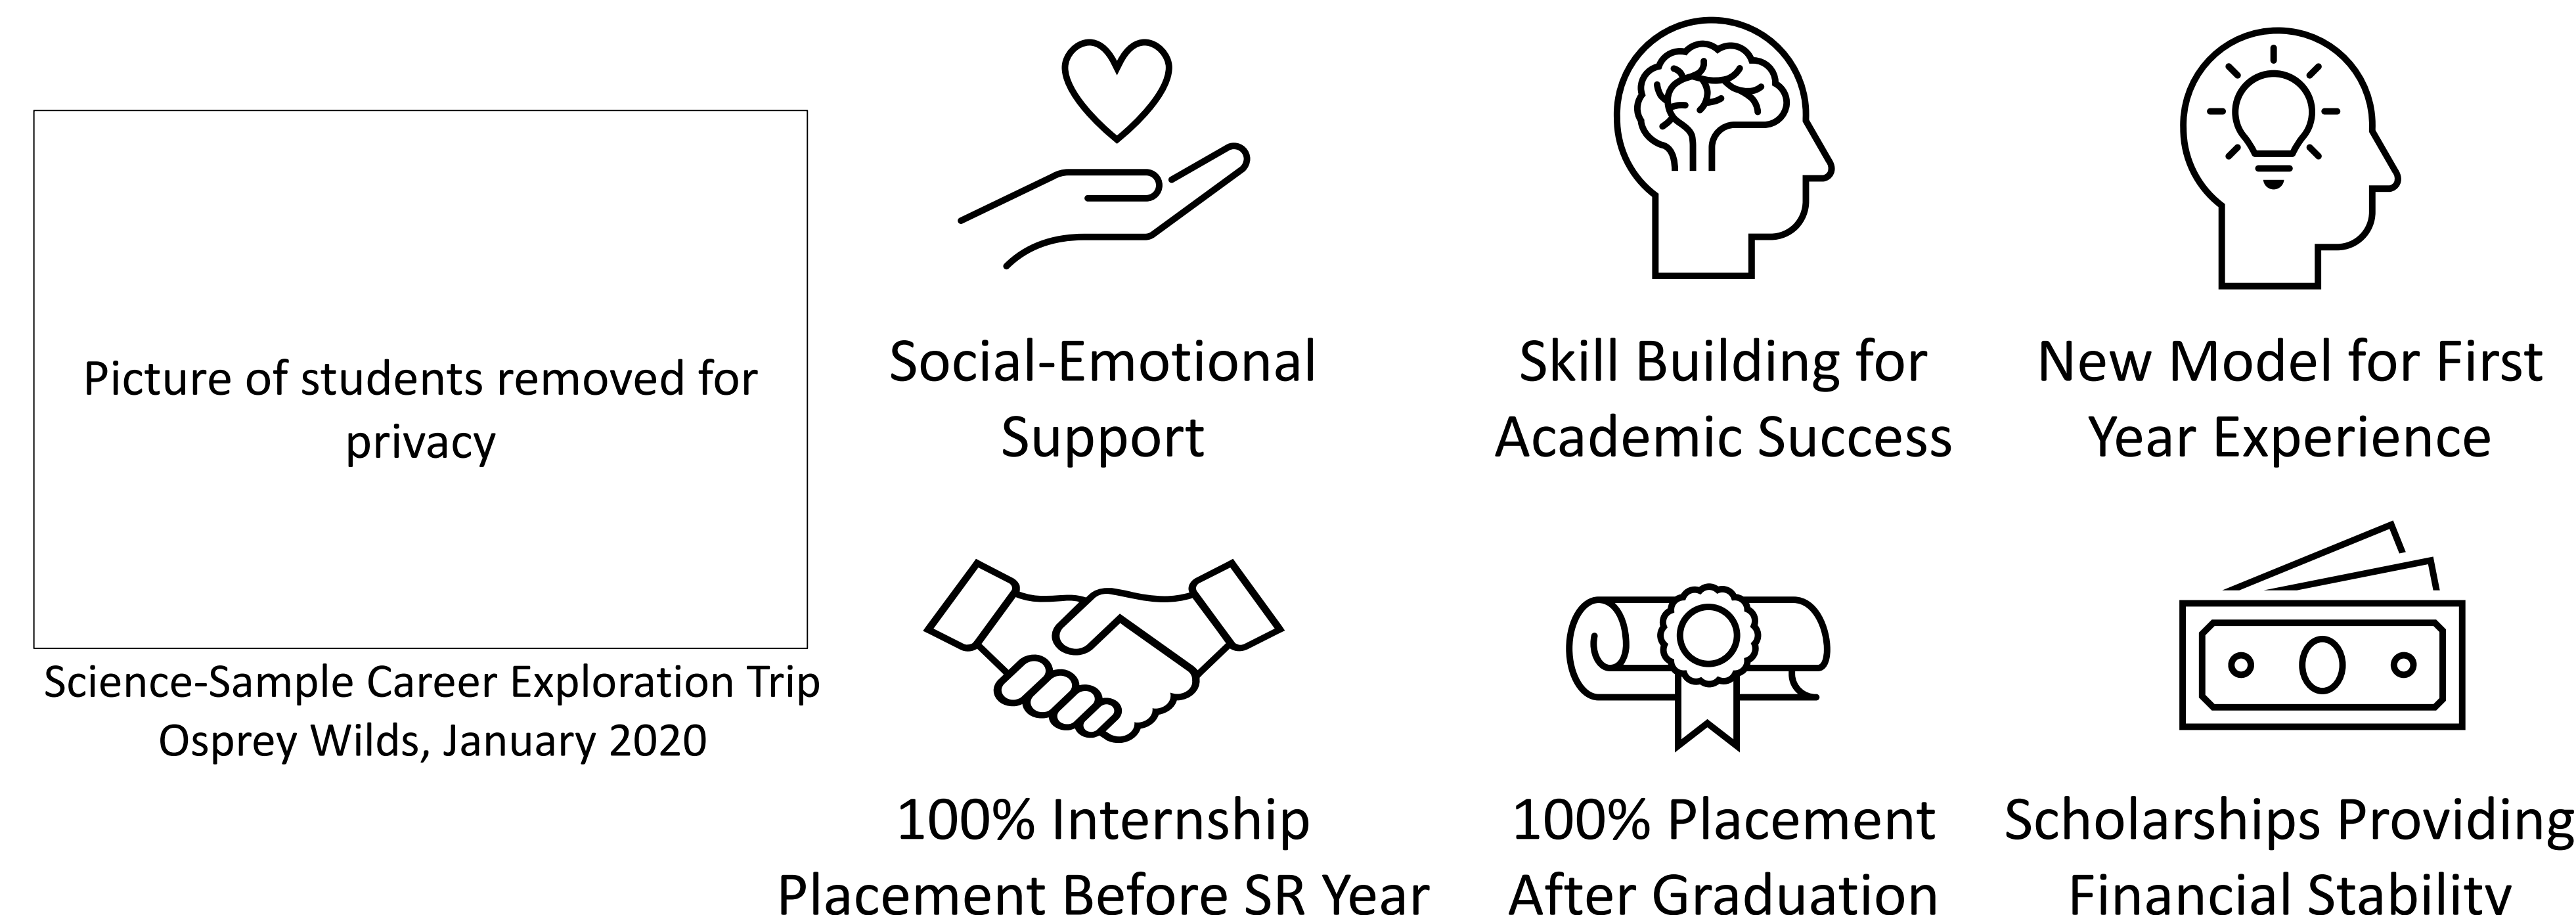 Picture of students removed for
privacy
Science-Sample Career Exploration Trip
Osprey Wilds, January 2020
Social-Emotional
Support
Skill Building for
Academic Success
New Model for First
Year Experience
100% Internship
Placement Before SR Year
100% Placement
After Graduation
Scholarships Providing
Financial Stability